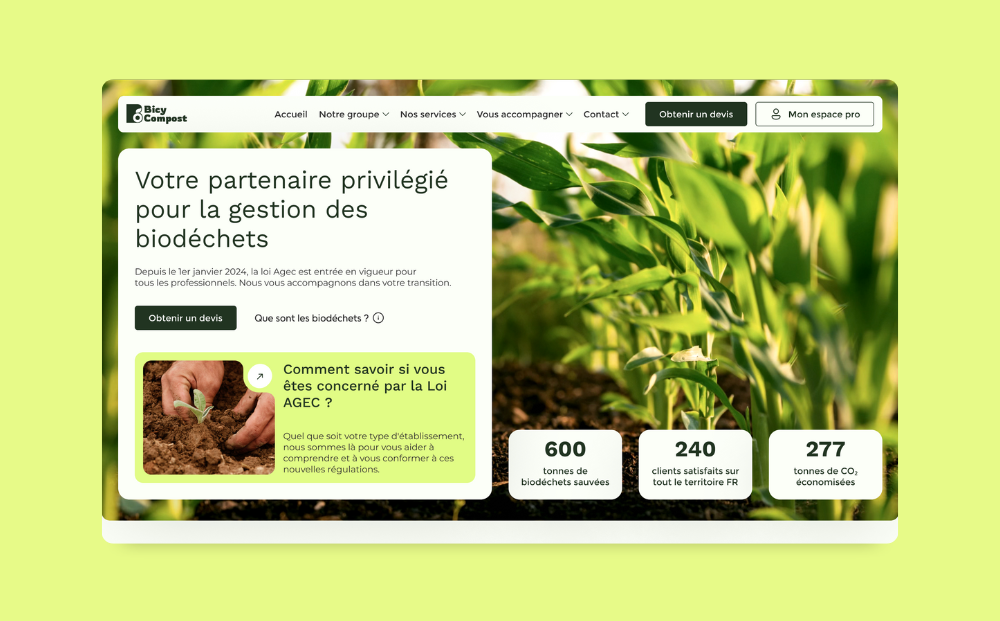 Bicy
Compost
Accueil
Notre groupe
Nos services
Vous accompagner
Contact
Obtenir un devis
Mon espace pro
Votre partenaire privilégié
pour la gestion des
biodéchets
Depuis le 1er janvier 2024, la loi Agec est entrée en vigueur pour
tous les professionnels. Nous vous accompagnons dans votre transition.
Obtenir un devis
Que sont les biodéchets ?
Comment savoir si vous
êtes concerné par la Loi
AGEC ?
Quel que soit votre type d'établissement,
nous sommes là pour vous aider à
comprendre et à vous conformer à ces
nouvelles régulations.
600
tonnes de
biodéchets sauvées
240
clients satisfaits sur
tout le territoire FR
277
tonnes de CO₂
économisées